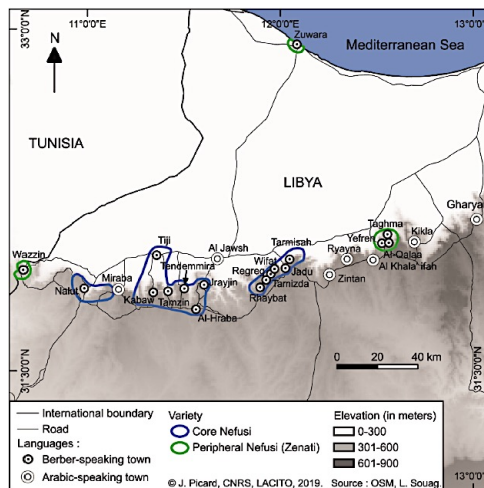 11°0'0"E
12°0'0"E
13°0'0"
33°0'0"N
Zuwara
Mediterranean Sea
N
TUNISIA
LIBYA
Gharya
Taghma
Kikla
Tiji
Al Jawsh
Tarmisah
Yefren
Wazzin
Tendemmira
Wifat
Ryayna
Al-Qalaa
Regreg
Jadu
Al Khala'ifah
Miraba
Irayjin
Zintan
Nalut
Kabaw
Tamzin
Tamizda
Rhaybat
Al-Hraba
31°30'0"N
0 20 40 km
International boundary
Road
Languages :
Berber-speaking town
Arabic-speaking town
Variety
Core Nefusi
Peripheral Nefusi (Zenati)
Elevation (in meters)
0-300
301-600
601-900
13°0'0"
© J. Picard, CNRS, LACITO, 2019. Source : OSM, L. Souag.